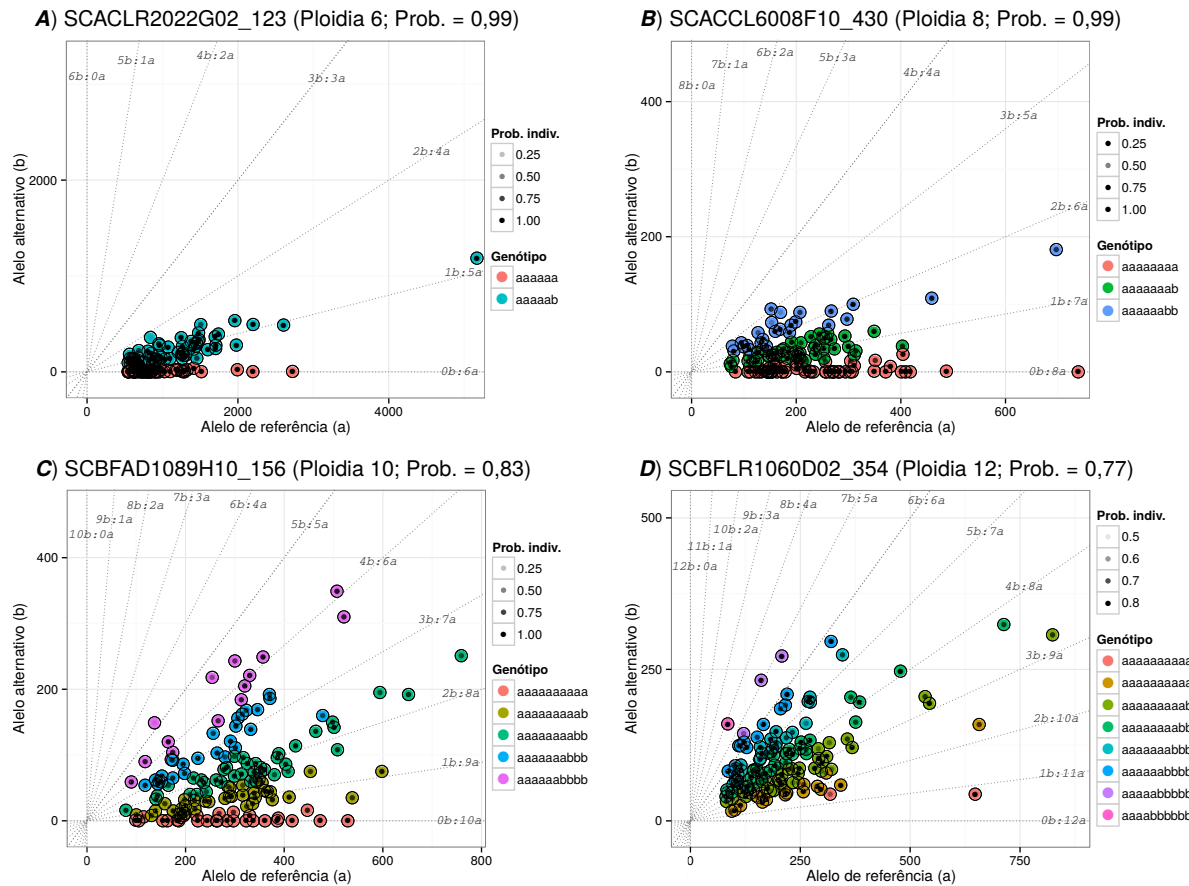 A) SCACLR2022G02_123 (Ploidia 6; Prob. = 0,99)
6b:0a
5b:1a
4b:2a
3b:3a
2b:4a
1b:5a
0b:6a
2000
0
0
2000
4000
Alelo alternativo (b)
Alelo de referência (a)
Prob. indiv.
0.25
0.50
0.75
1.00
Genótipo
aaaaaa
aaaaab
B) SCACCL6008F10_430 (Ploidia 8; Prob. = 0,99)
8b:0a
7b:1a
6b:2a
5b:3a
4b:4a
3b:5a
2b:6a
1b:7a
0b:8a
400
200
0
0
200
400
600
Alelo alternativo (b)
Alelo de referência (a)
Prob. indiv.
0.25
0.50
0.75
1.00
Genótipo
aaaaaaaa
aaaaaaab
aaaaaabb
C) SCBFAD1089H10_156 (Ploidia 10; Prob. = 0,83)
10b:0a
9b:1a
8b:2a
7b:3a
6b:4a
5b:5a
4b:6a
3b:7a
2b:8a
1b:9a
0b:10a
400
200
0
0
200
400
600
800
Alelo alternativo (b)
Alelo de referência (a)
Prob. indiv.
0.25
0.50
0.75
1.00
Genótipo
aaaaaaaaaa
aaaaaaaaab
aaaaaaaabb
aaaaaaabbb
aaaaaabbbb
D) SCBFLR1060D02_354 (Ploidia 12; Prob. = 0,77)
12b:0a
11b:1a
10b:2a
9b:3a
8b:4a
7b:5a
6b:6a
5b:7a
4b:8a
3b:9a
2b:10a
1b:11a
0b:12a
500
250
0
0
250
500
750
Alelo alternativo (b)
Alelo de referência (a)
Prob. indiv.
0.5
0.6
0.7
0.8
Genótipo